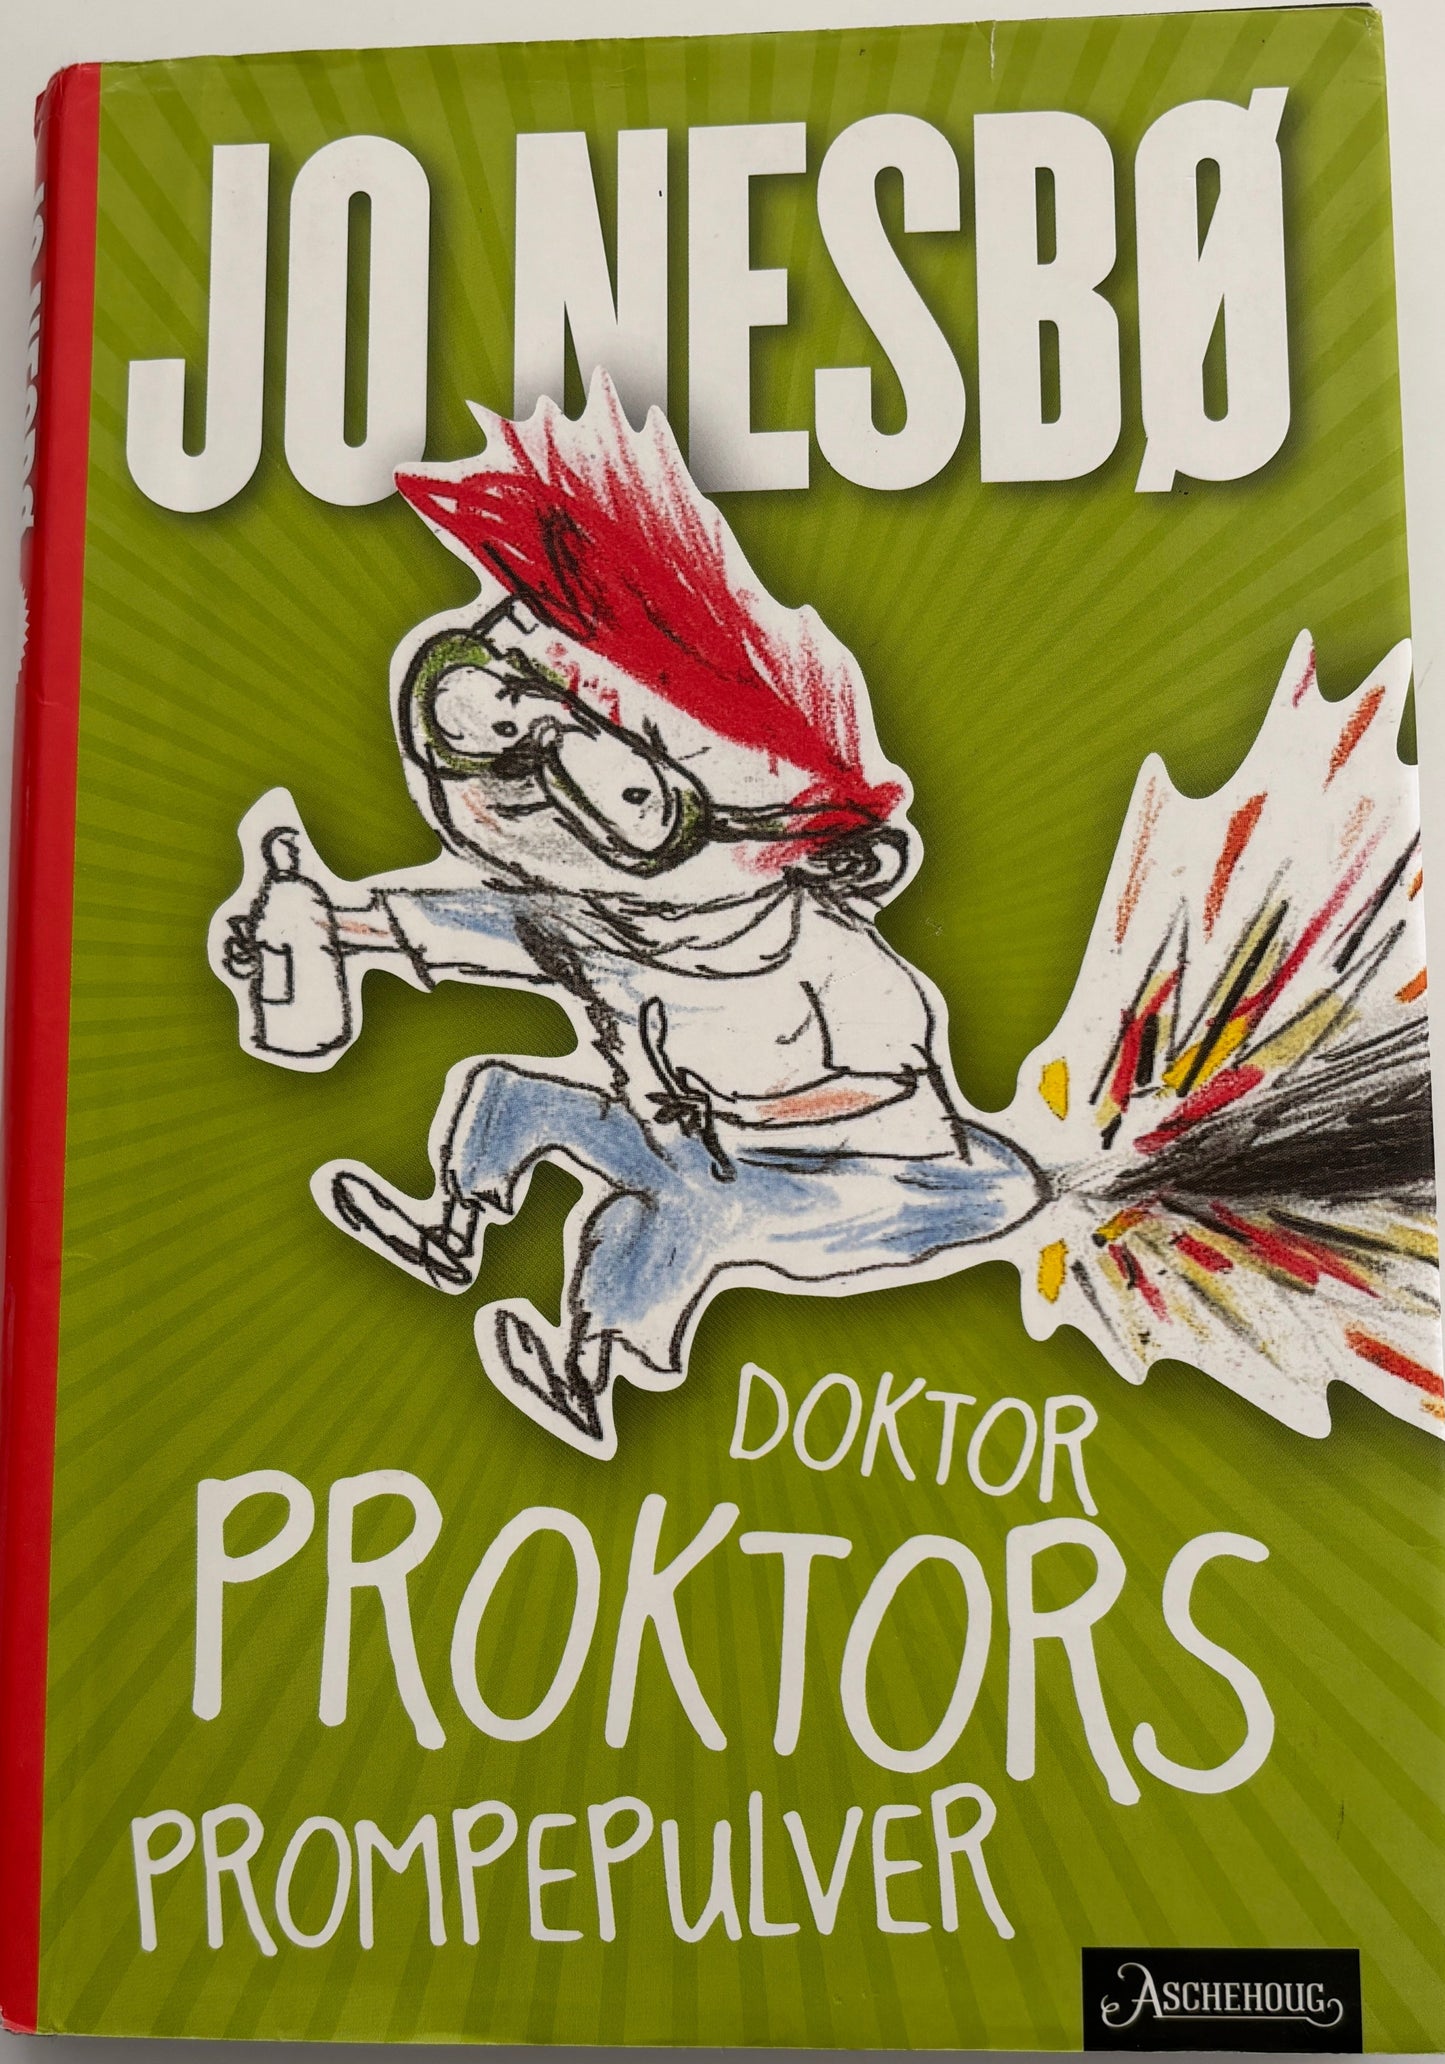 JO NESBØ
DOKTOR
PROKTORS
PROMPEPULVER
ASCHEHOUG